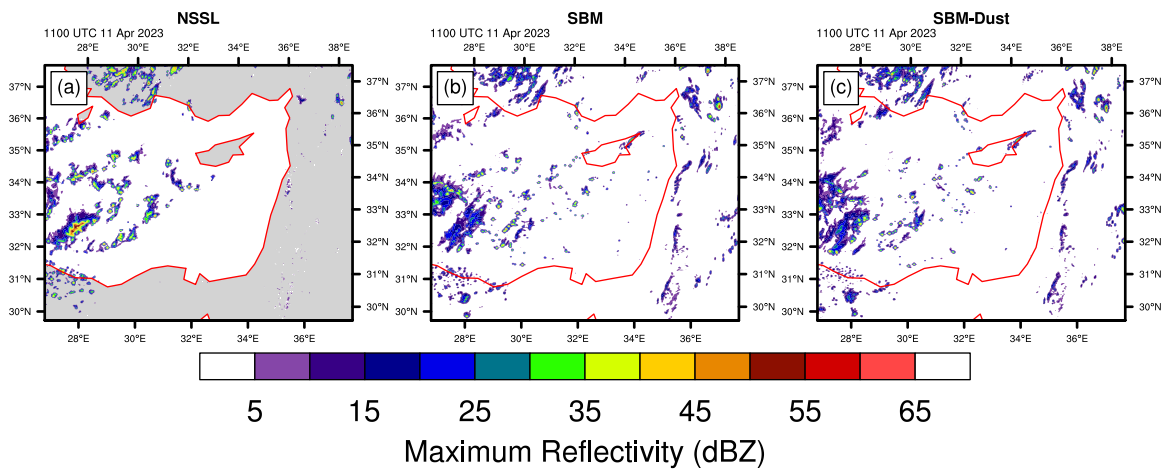 NSSL SBM SBM-Dust
1100 UTC 11 Apr 2023 1100 UTC 11 Apr 2023 1100 UTC 11 Apr 2023
28°E 30°E 32°E 34°E 36°E 28°E 30°E 32°E 34°E 36°E 28°E 30°E 32°E 34°E 36°E
(a) (b) (c)
37°N 37°N 37°N 37°N 37°N 37°N
36°N 36°N 36°N 36°N 36°N 36°N
35°N 35°N 35°N 35°N 35°N 35°N
34°N 34°N 34°N 34°N 34°N 34°N
33°N 33°N 33°N 33°N 33°N 33°N
32°N 32°N 32°N 32°N 32°N 32°N
31°N 31°N 31°N 31°N 31°N 31°N
30°N 30°N 30°N 30°N 30°N 30°N
28°E 30°E 32°E 34°E 36°E 28°E 30°E 32°E 34°E 36°E 28°E 30°E 32°E 34°E 36°E
5 15 25 35 45 55 65
Maximum Reflectivity (dBZ)